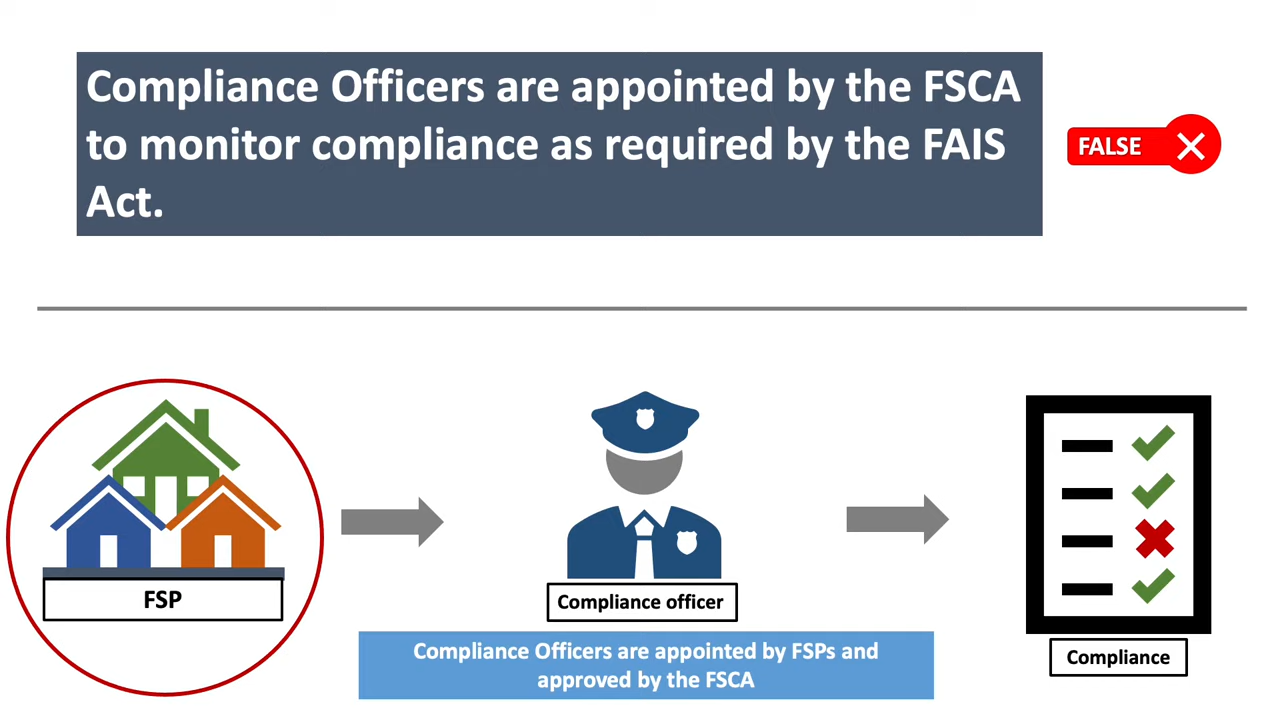 Compliance Officers are appointed by the FSCA
to monitor compliance as required by the FAIS
Act.
FALSE
FSP
Compliance officer
Compliance Officers are appointed by FSPs and
approved by the FSCA
Compliance